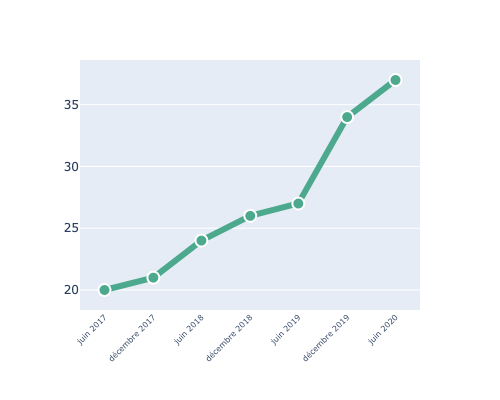 35
30
25
20
juin 2017
décembre 2017
juin 2018
décembre 2018
juin 2019
décembre 2019
juin 2020